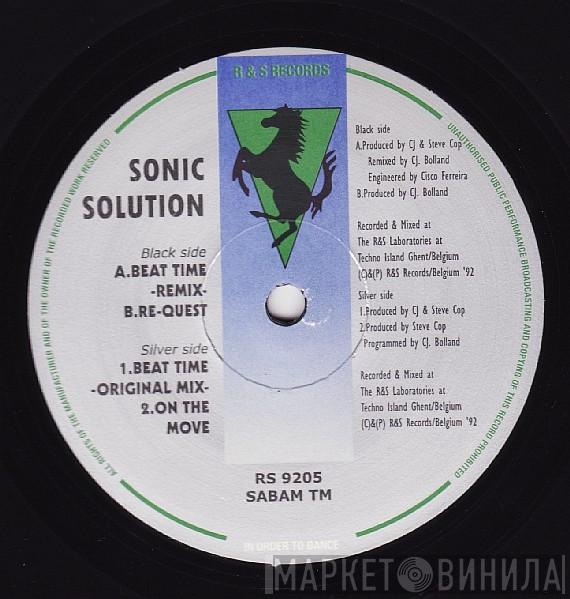 R & S RECORDS
SONIC
SOLUTION
Black side
A.BEAT TIME
-REMIX-
B.RE-QUEST
Silver side
1.BEAT TIME
-ORIGINAL MIX-
2.ON THE
MOVE
Black side
A.Produced by CJ & Steve Cop
Remixed by CJ. Bolland
Engineered by Cisco Ferreira
B.Produced by CJ. Bolland
Recorded & Mixed at
The R&S Laboratories at
Techno Island Ghent/Belgium
(C)&(P) R&S Records/Belgium '92
Silver side
1.Produced by CJ & Steve Cop
2.Produced by Steve Cop
Programmed by CJ. Bolland
Recorded & Mixed at
The R&S Laboratories at
Techno Island Ghent/Belgium
(C)&(P) R&S Records/Belgium '92
RS 9205
SABAM TM
ALL RIGHTS OF THE MANUFACTURER AND OF THE OWNER OF THE RECORDED WORK RESERVED
UNAUTHORISED PUBLIC PERFORMANCE BROADCASTING AND COPYING OF THIS RECORD PROHIBITED
IN ORDER TO DANCE
МАРКЕТ ВИНИЛА